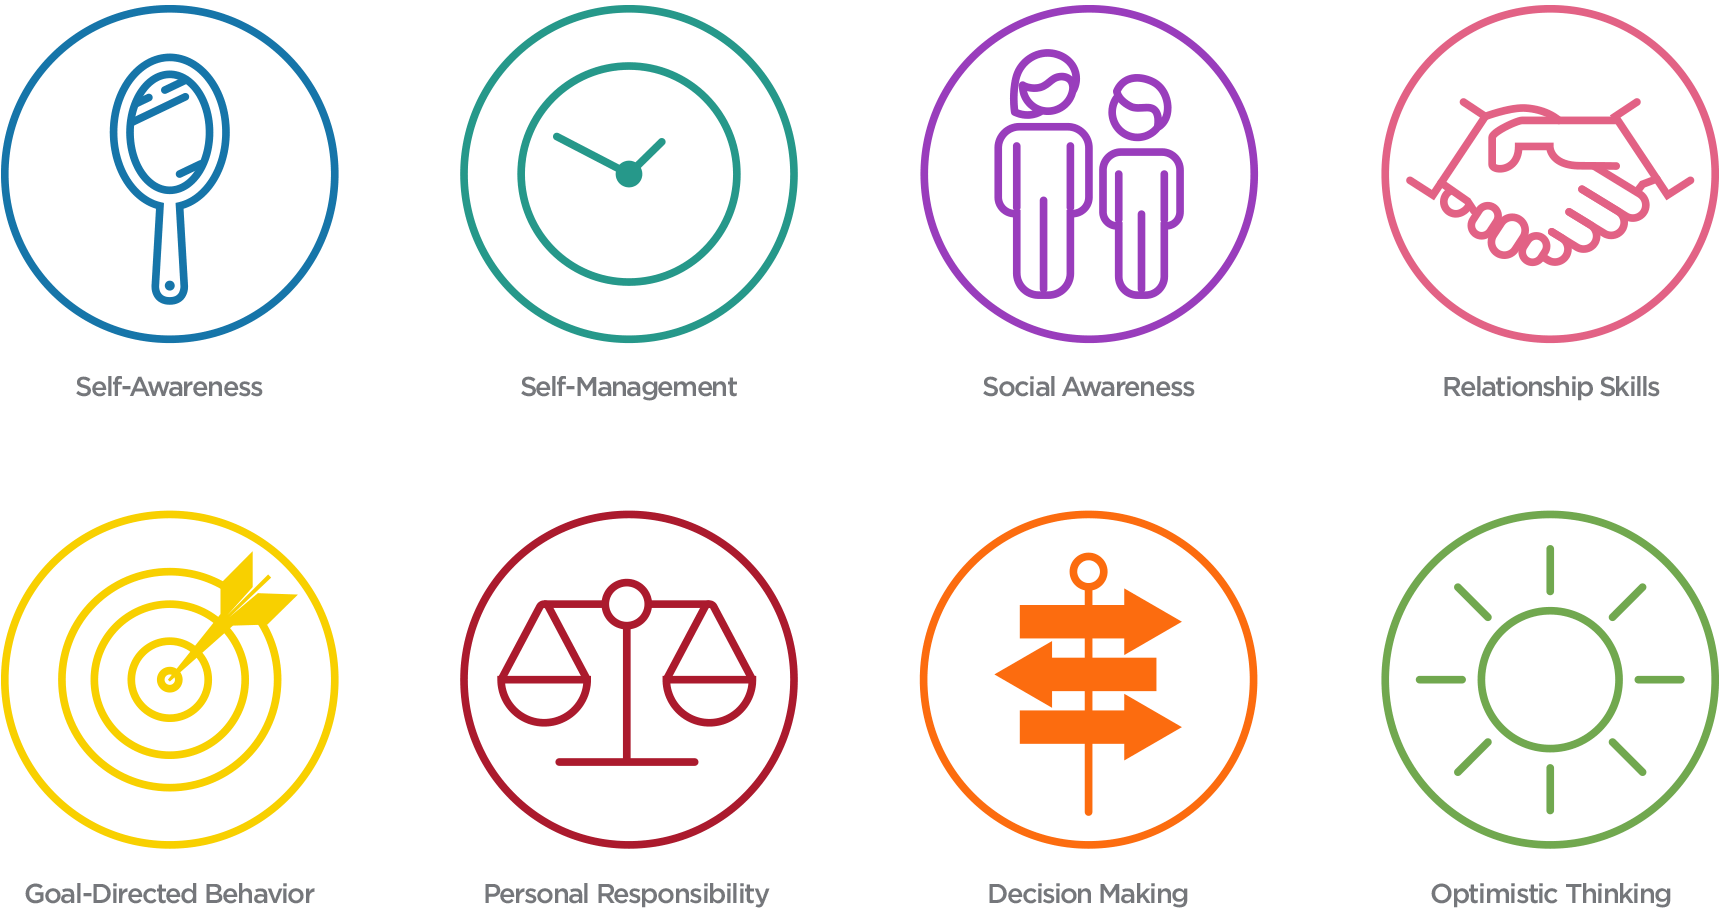 Self-Awareness
Self-Management
Social Awareness
Relationship Skills
Goal-Directed Behavior
Personal Responsibility
Decision Making
Optimistic Thinking